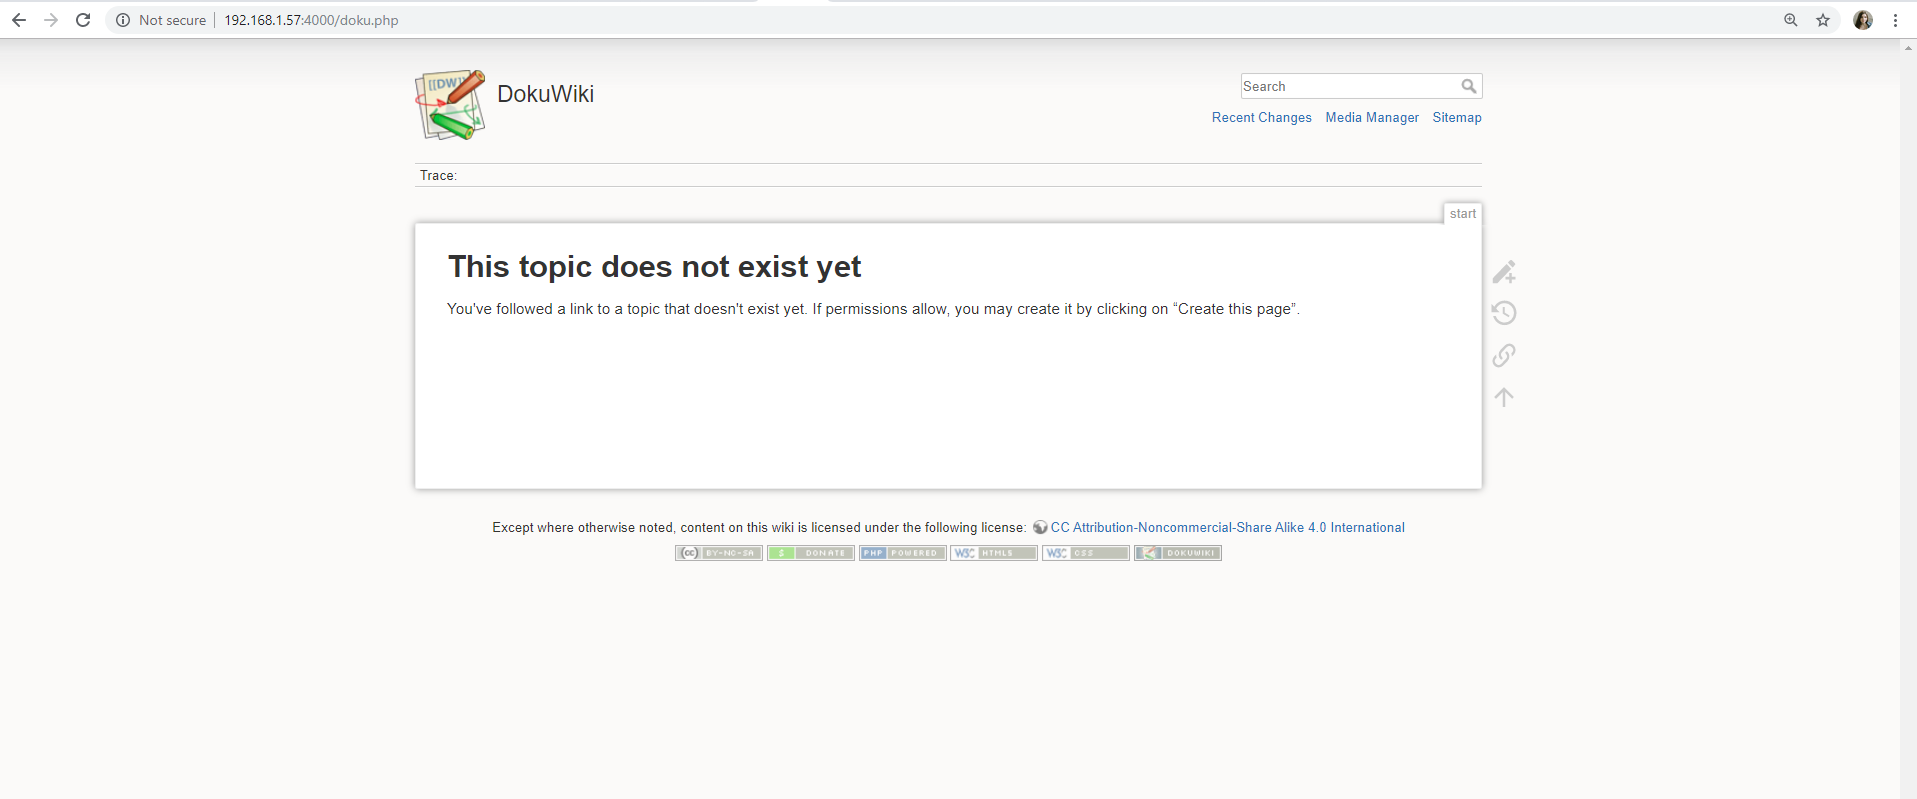 Not secure | 192.168.1.57:4000/doku.php
[[DW]]
DokuWiki
Search
Recent Changes Media Manager Sitemap
Trace:
start
This topic does not exist yet
You've followed a link to a topic that doesn't exist yet. If permissions allow, you may create it by clicking on “Create this page”.
Except where otherwise noted, content on this wiki is licensed under the following license: CC Attribution-Noncommercial-Share Alike 4.0 International
(cc) BY-NC-SA $ DONATE PHP POWERED W3C HTML5 W3C CSS DOKUWIKI